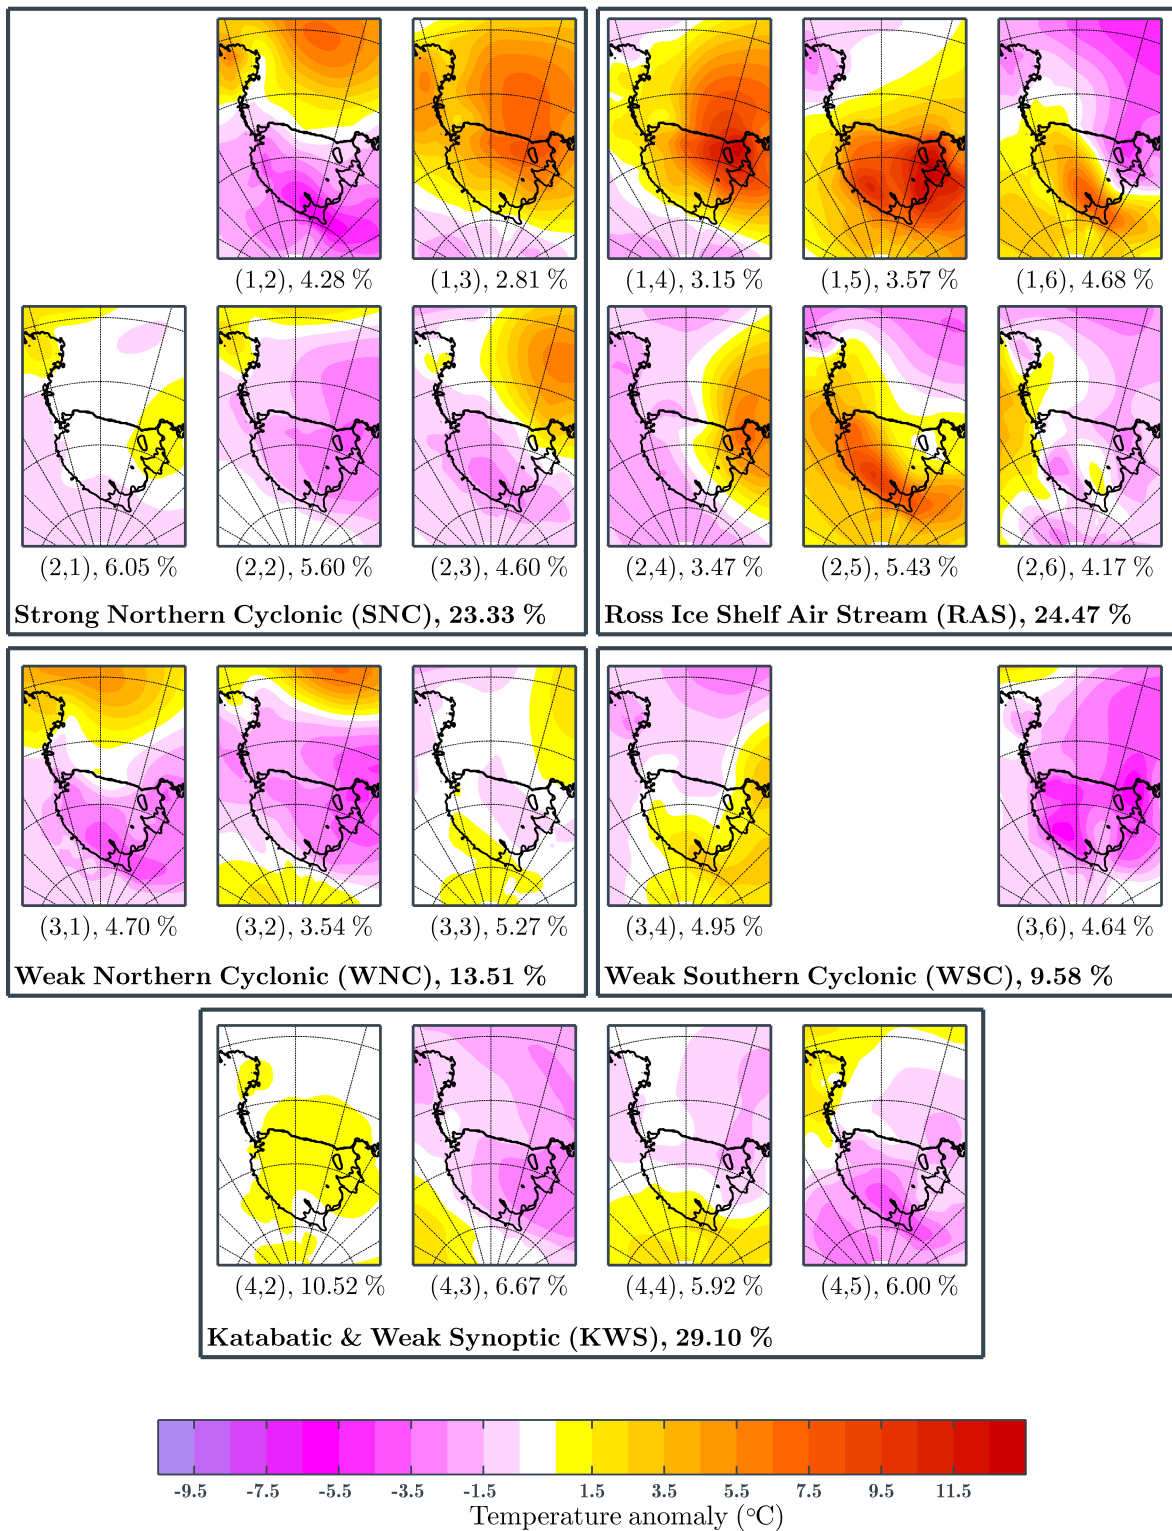 (1,2), 4.28 %
(1,3), 2.81 %
(1,4), 3.15 %
(1,5), 3.57 %
(1,6), 4.68 %
(2,1), 6.05 %
(2,2), 5.60 %
(2,3), 4.60 %
(2,4), 3.47 %
(2,5), 5.43 %
(2,6), 4.17 %
Strong Northern Cyclonic (SNC), 23.33 %
Ross Ice Shelf Air Stream (RAS), 24.47 %
(3,1), 4.70 %
(3,2), 3.54 %
(3,3), 5.27 %
(3,4), 4.95 %
(3,6), 4.64 %
Weak Northern Cyclonic (WNC), 13.51 %
Weak Southern Cyclonic (WSC), 9.58 %
(4,2), 10.52 %
(4,3), 6.67 %
(4,4), 5.92 %
(4,5), 6.00 %
Katabatic & Weak Synoptic (KWS), 29.10 %
-9.5 -7.5 -5.5 -3.5 -1.5 1.5 3.5 5.5 7.5 9.5 11.5
Temperature anomaly (°C)